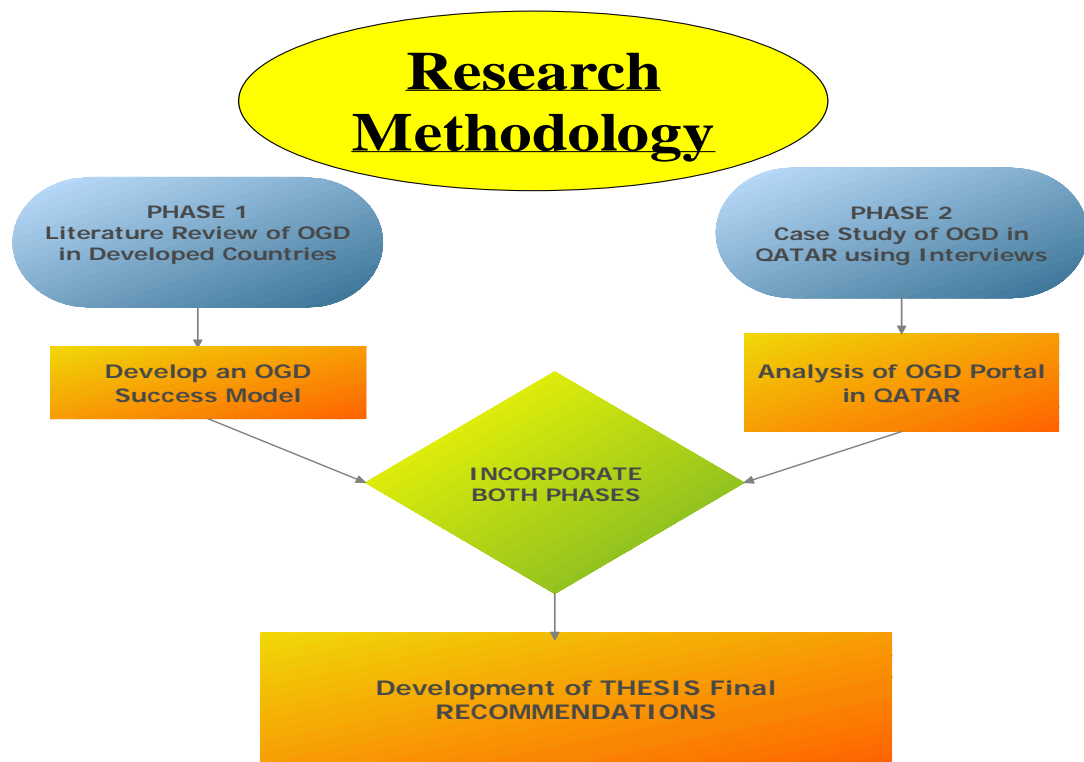 Research
Methodology
PHASE 1
Literature Review of OGD
in Developed Countries
PHASE 2
Case Study of OGD in
QATAR using Interviews
Develop an OGD
Success Model
Analysis of OGD Portal
in QATAR
INCORPORATE
BOTH PHASES
Development of THESIS Final
RECOMMENDATIONS